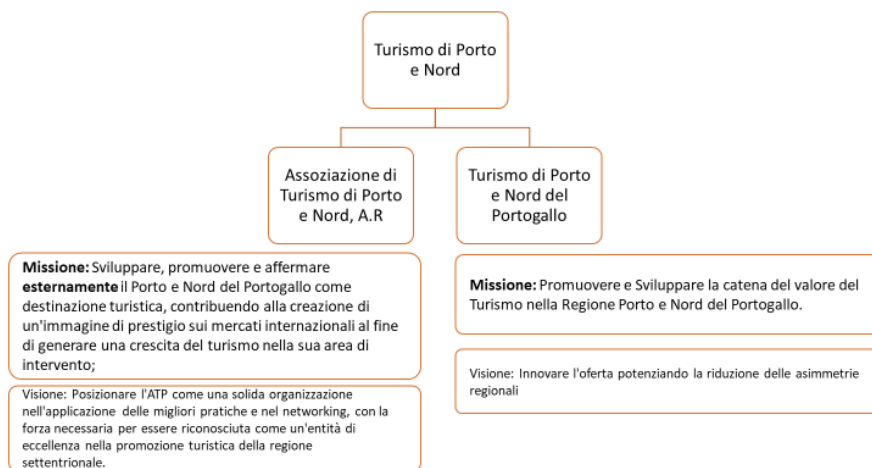 Turismo di Porto
e Nord
Assoziazione di
Turismo di Porto
e Nord, A.R
Turismo di Porto
e Nord del
Portogallo
Missione: Sviluppare, promuovere e affermare
esternamente il Porto e Nord del Portogallo come
destinazione turistica, contribuendo alla creazione di
un'immagine di prestigio sui mercati internazionali al fine
di generare una crescita del turismo nella sua area di
intervento;
Missione: Promuovere e Sviluppare la catena del valore del
Turismo nella Regione Porto e Nord del Portogallo.
Visione: Posizionare l'ATP come una solida organizzazione
nell'applicazione delle migliori pratiche e nel networking, con la
forza necessaria per essere riconosciuta come un'entità di
eccellenza nella promozione turistica della regione
settentrionale.
Visione: Innovare l'oferta potenziando la riduzione delle asimmetrie
regionali